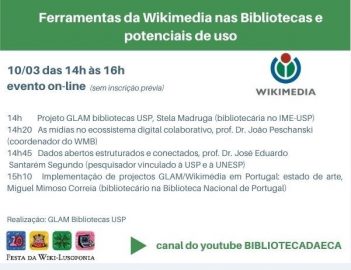 Ferramentas da Wikimedia nas Bibliotecas e
potenciais de uso
10/03 das 14h às 16h
evento on-line (sem inscrição prévia)
WIKIMEDIA
14h Projeto GLAM bibliotecas USP, Stela Madruga (bibliotecária no IME-USP)
14h20 As mídias no ecossistema digital colaborativo, prof. Dr. João Peschanski
(coordenador do WMB)
14h45 Dados abertos estruturados e conectados, prof. Dr. José Eduardo
Santarém Segundo (pesquisador vinculado a USP e à UNESP)
15h10 Implementação de projetos GLAM/Wikimédia em Portugal: estado de arte,
Miguel Mimoso Correia (bibliotecário na Biblioteca Nacional de Portugal)
Realização: GLAM Bibliotecas USP
FESTA DA WIKI-LUSOFONIA
canal do youtube BIBLIOTECADAECA